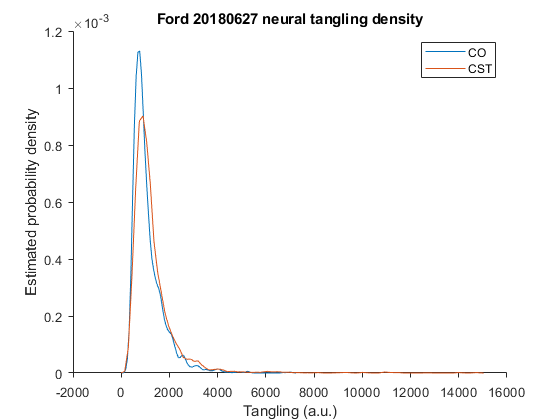 Ford 20180627 neural tangling density
×10⁻³
1.2
1
0.8
0.6
0.4
0.2
0
Estimated probability density
CO
CST
-2000 0 2000 4000 6000 8000 10000 12000 14000 16000
Tangling (a.u.)